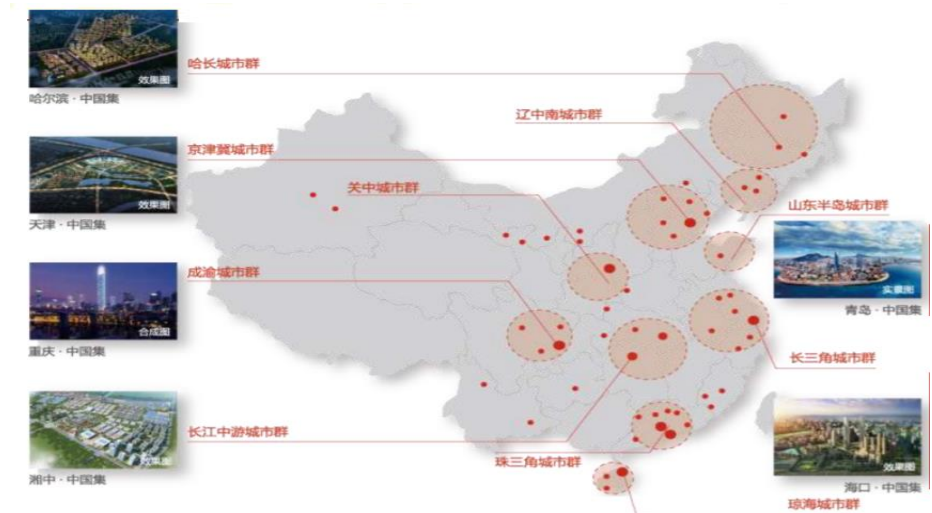 效果图
哈尔滨·中国集
哈长城市群
辽中南城市群
效果图
天津·中国集
京津冀城市群
关中城市群
山东半岛城市群
实景图
青岛·中国集
成渝城市群
合成图
重庆·中国集
长三角城市群
效果图
湘中·中国集
长江中游城市群
珠三角城市群
效果图
海口·中国集
琼海城市群